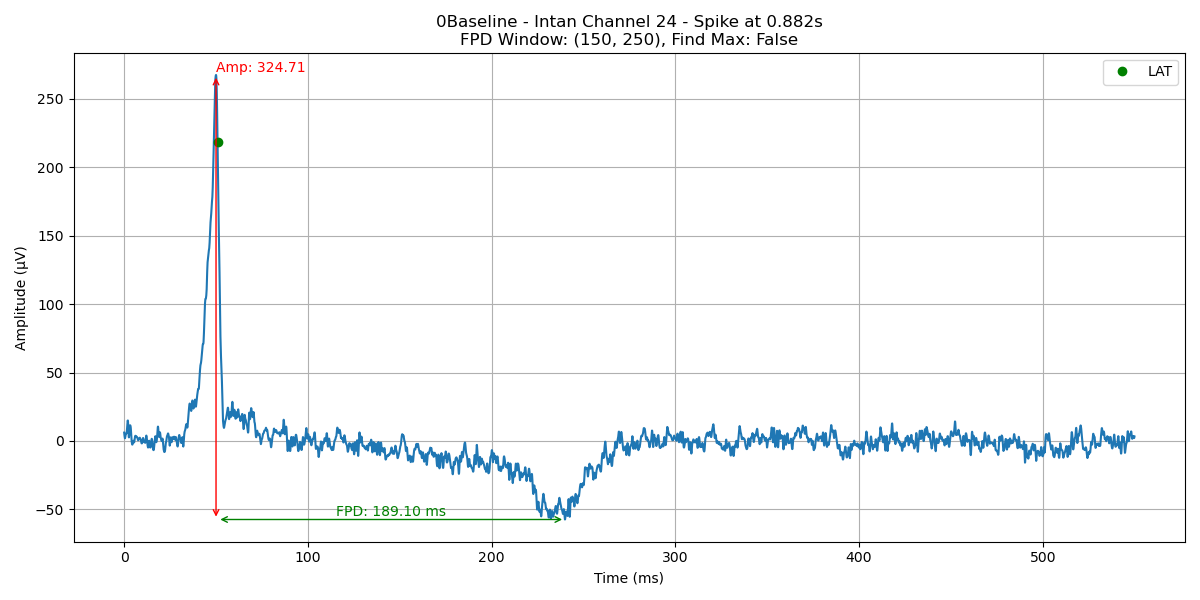 0Baseline - Intan Channel 24 - Spike at 0.882s
FPD Window: (150, 250), Find Max: False
Amp: 324.71
LAT
250
200
150
100
50
0
−50
Amplitude (µV)
FPD: 189.10 ms
0 100 200 300 400 500
Time (ms)